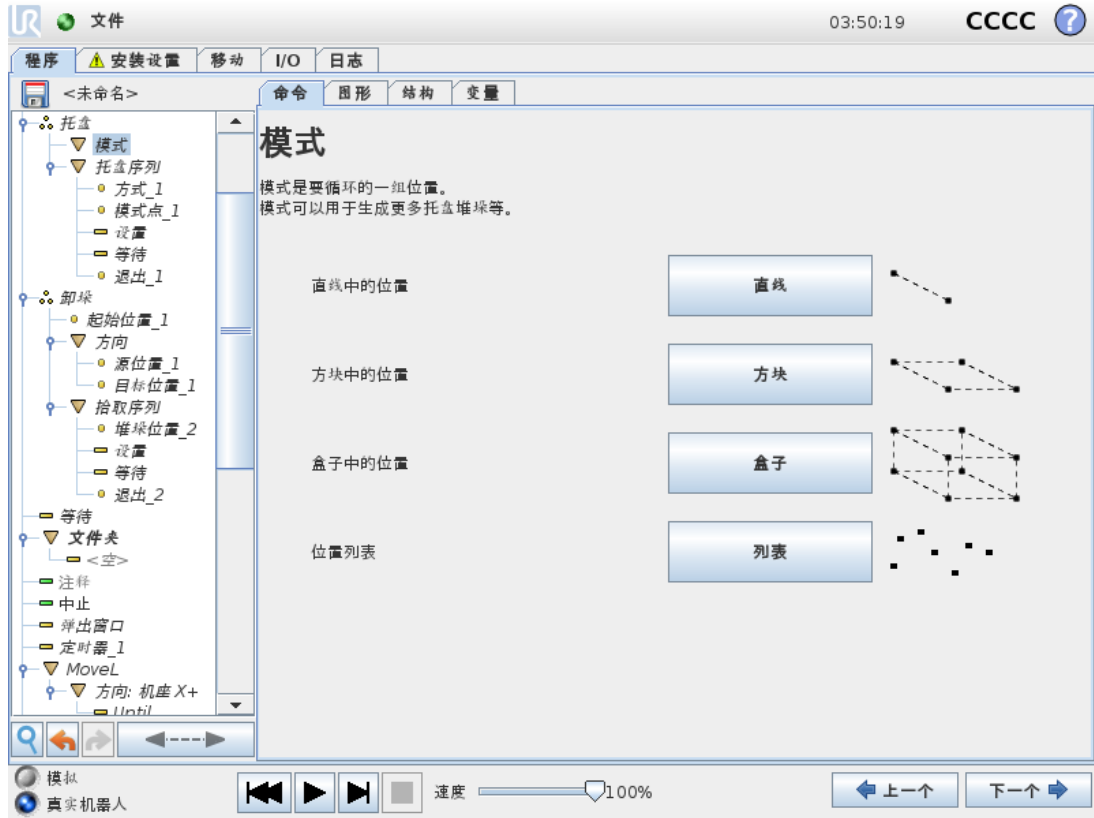 UR 文件 03:50:19 CCCC ?
程序 安装设置 移动 I/O 日志
<未命名> 命令 图形 结构 变量
托盘
模式
托盘序列
方式_1
模式点_1
设置
等待
退出_1
卸垛
起始位置_1
方向
源位置_1
目标位置_1
拾取序列
堆垛位置_2
设置
等待
退出_2
等待
文件夹
<空>
注释
中止
弹出窗口
定时器_1
MoveL
方向: 机座 X+
Until
模式
模式是要循环的一组位置。
模式可以用于生成更多托盘堆垛等。
直线中的位置 直线
方块中的位置 方块
盒子中的位置 盒子
位置列表 列表
模拟
真实机器人
速度 100% 上一个 下一个